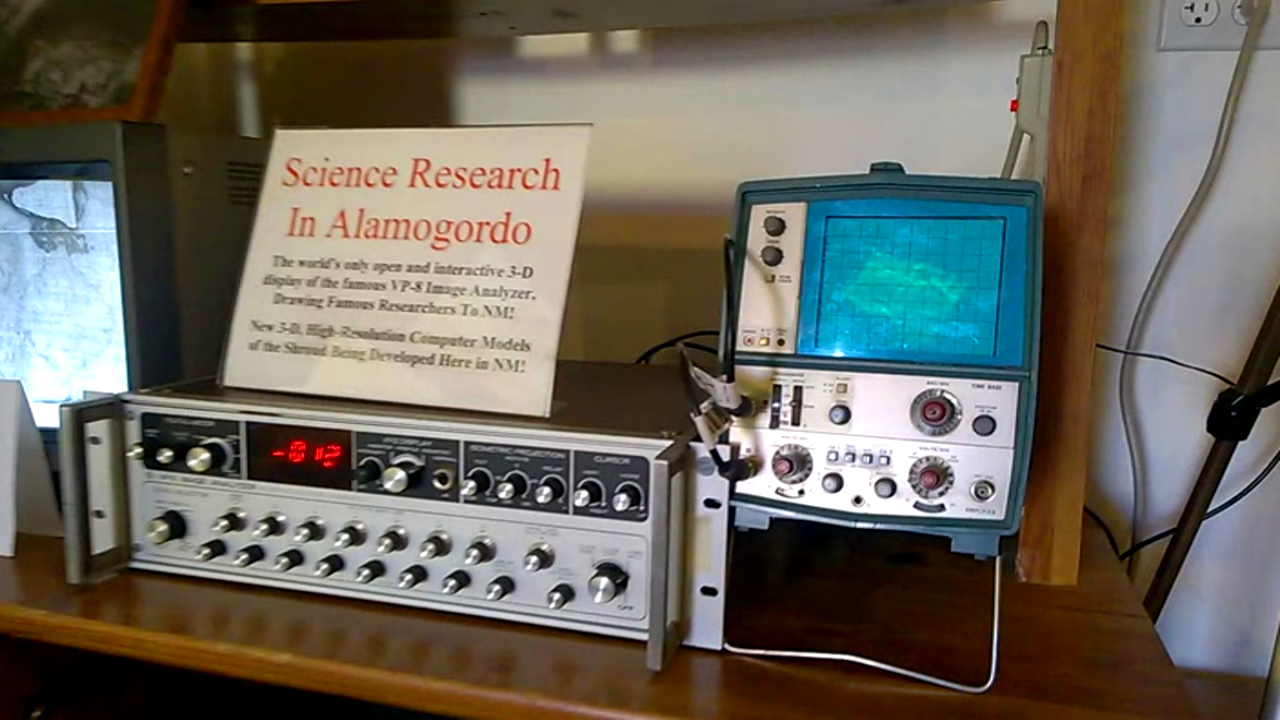 Science Research
In Alamogordo
The world's only open and interactive 3-D
display of the famous VP-8 Image Analyzer,
Drawing Famous Researchers To NM!
New 3-D, High-Resolution Computer Models
of the Shroud Being Developed Here in NM!
-012
ISOMETRIC PROJECTION
CURSOR
OFF
TIME BASE